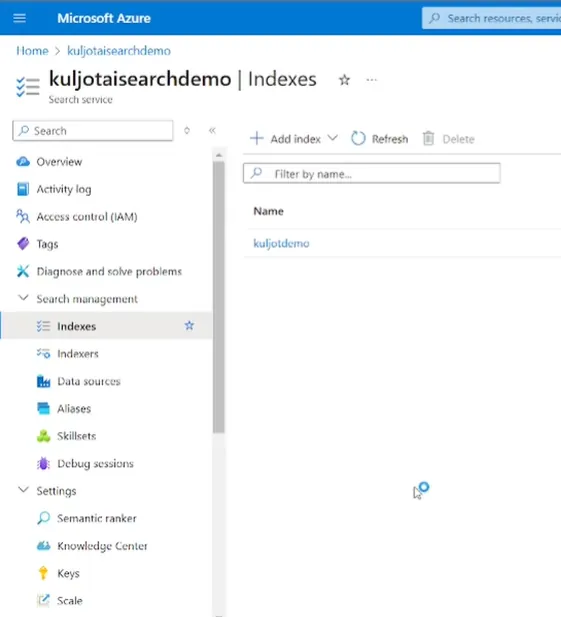 Microsoft Azure
Search resources, servic
Home > kuljotaisearchdemo
kuljotaisearchdemo | Indexes
Search service
Search
Overview
Activity log
Access control (IAM)
Tags
Diagnose and solve problems
Search management
Indexes
Indexers
Data sources
Aliases
Skillsets
Debug sessions
Settings
Semantic ranker
Knowledge Center
Keys
Scale
Add index
Refresh
Delete
Filter by name...
Name
kuljotdemo